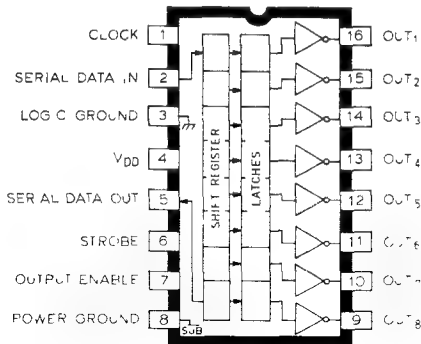 CLOCK 1 16 OUT1
SERIAL DATA IN 2 15 OUT2
LOGIC GROUND 3 14 OUT3
VDD 4 13 OUT4
SERIAL DATA OUT 5 12 OUT5
STROBE 6 11 OUT6
OUTPUT ENABLE 7 10 OUT7
POWER GROUND 8 SUB 9 OUT8
SHIFT REGISTER
LATCHES